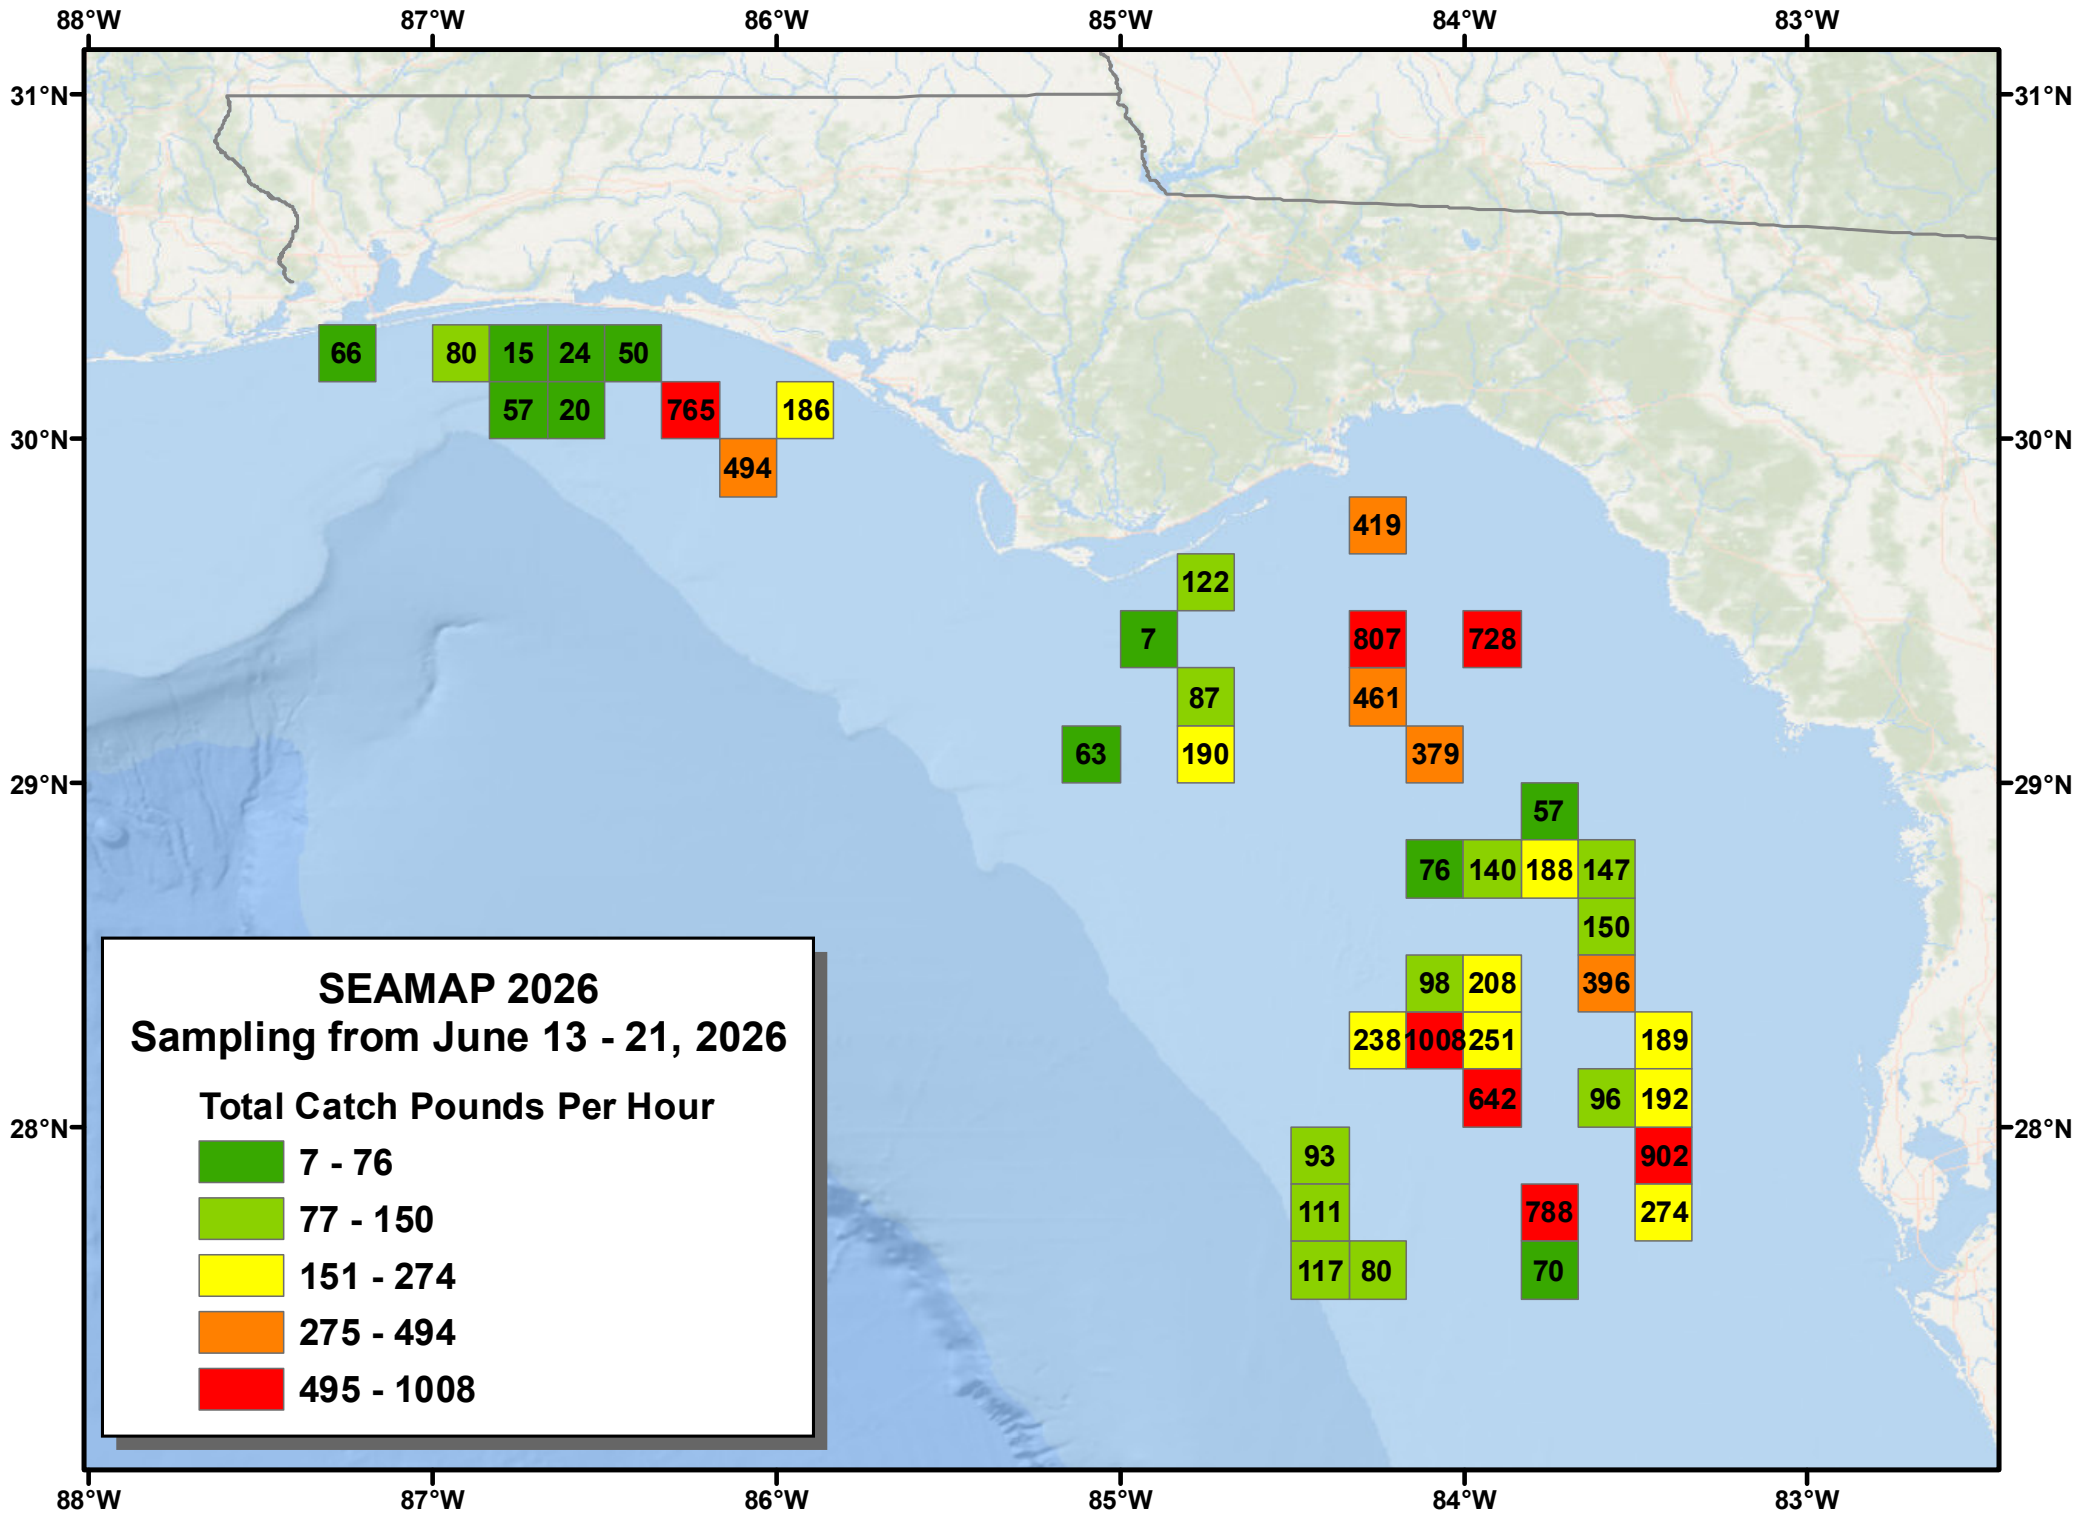 88°W 87°W 86°W 85°W 84°W 83°W
31°N 31°N
66 80 15 24 50
57 20 765 186
30°N 30°N
494
419
122
7 807 728
87 461
63 190 379
29°N 29°N
57
76 140 188 147
150
98 208 396
238 1008 251 189
642 96 192
28°N 28°N
93 902
111 788 274
117 80 70
SEAMAP 2026
Sampling from June 13 - 21, 2026
Total Catch Pounds Per Hour
7 - 76
77 - 150
151 - 274
275 - 494
495 - 1008
88°W 87°W 86°W 85°W 84°W 83°W